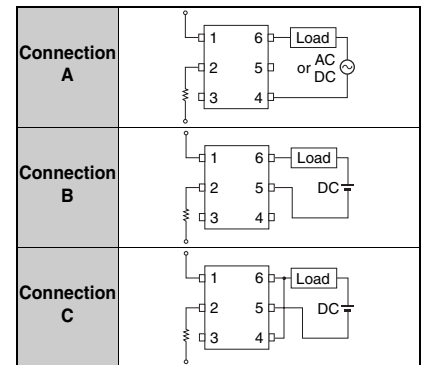 Connection
A
1 6 Load
2 5 or AC
DC
3 4
Connection
B
1 6 Load
2 5 DC
3 4
Connection
C
1 6 Load
2 5 DC
3 4